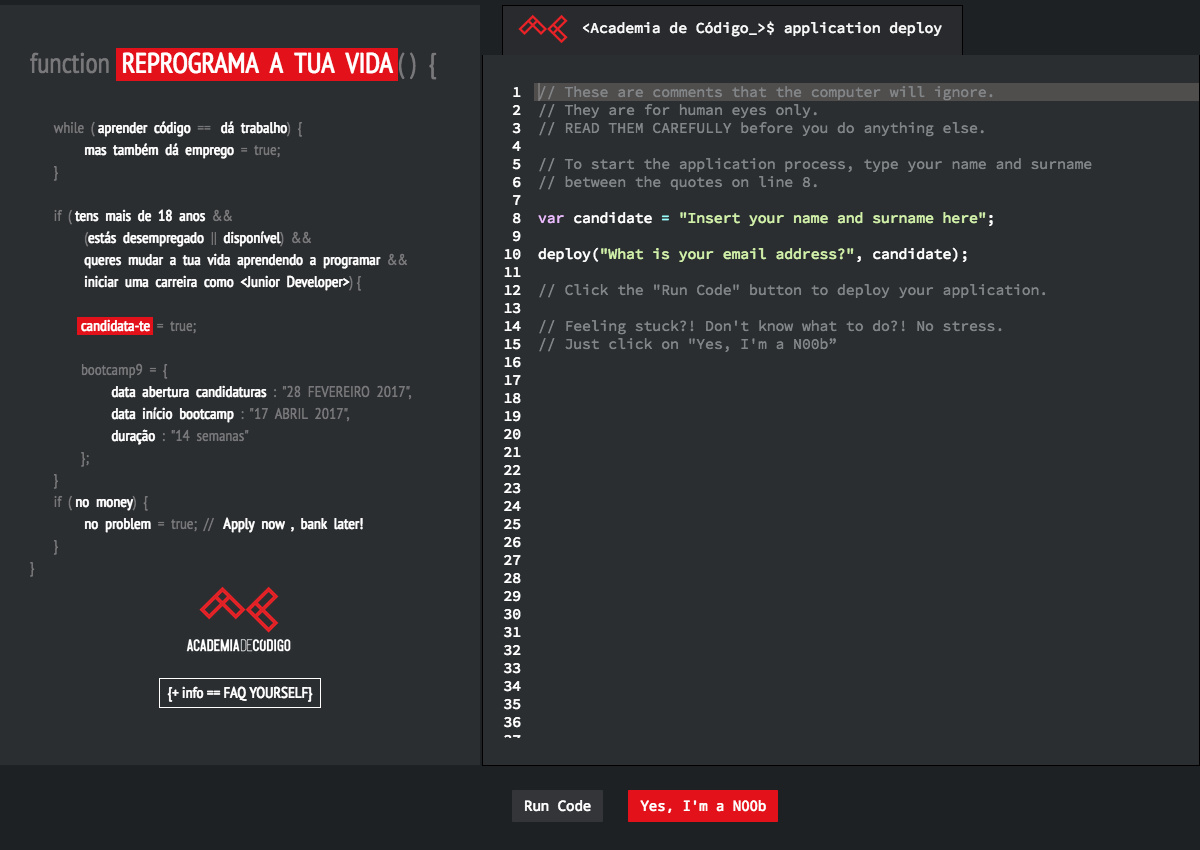 function REPROGRAMA A TUA VIDA() {
while (aprender código == dá trabalho) {
mas também dá emprego = true;
}
if (tens mais de 18 anos &&
(estás desempregado || disponível) &&
queres mudar a tua vida aprendendo a programar &&
iniciar uma carreira como <Junior Developer>) {
candidata-te = true;
bootcamp9 = {
data abertura candidaturas : "28 FEVEREIRO 2017",
data início bootcamp : "17 ABRIL 2017",
duração : "14 semanas"
};
}
if (no money) {
no problem = true; // Apply now , bank later!
}
}
ACADEMIADECÓDIGO
{+ info == FAQ YOURSELF}
<Academia de Código_>$ application deploy
1 // These are comments that the computer will ignore.
2 // They are for human eyes only.
3 // READ THEM CAREFULLY before you do anything else.
4
5 // To start the application process, type your name and surname
6 // between the quotes on line 8.
7
8 var candidate = "Insert your name and surname here";
9
10 deploy("What is your email address?", candidate);
11
12 // Click the "Run Code" button to deploy your application.
13
14 // Feeling stuck?! Don't know what to do?! No stress.
15 // Just click on "Yes, I'm a N00b”
16
17
18
19
20
21
22
23
24
25
26
27
28
29
30
31
32
33
34
35
36
37
Run Code
Yes, I'm a N00b